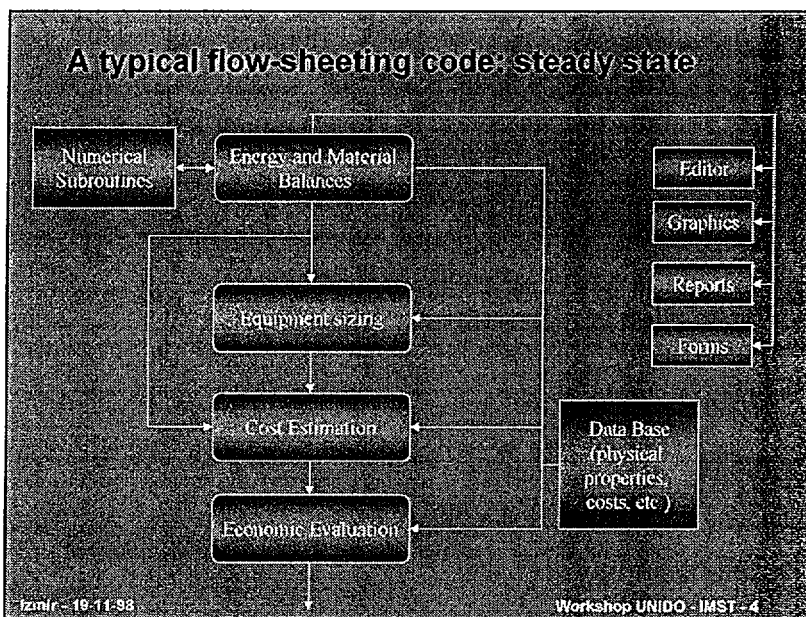 A typical flow-sheeting code: steady state
Numerical
Subroutines
Energy and Material
Balances
Editor
Graphics
Reports
Forms
Equipment sizing
Cost Estimation
Data Base
(physical
properties,
costs, etc.)
Economic Evaluation
Izmir - 19-11-98
Workshop UNIDO - IMST - 4